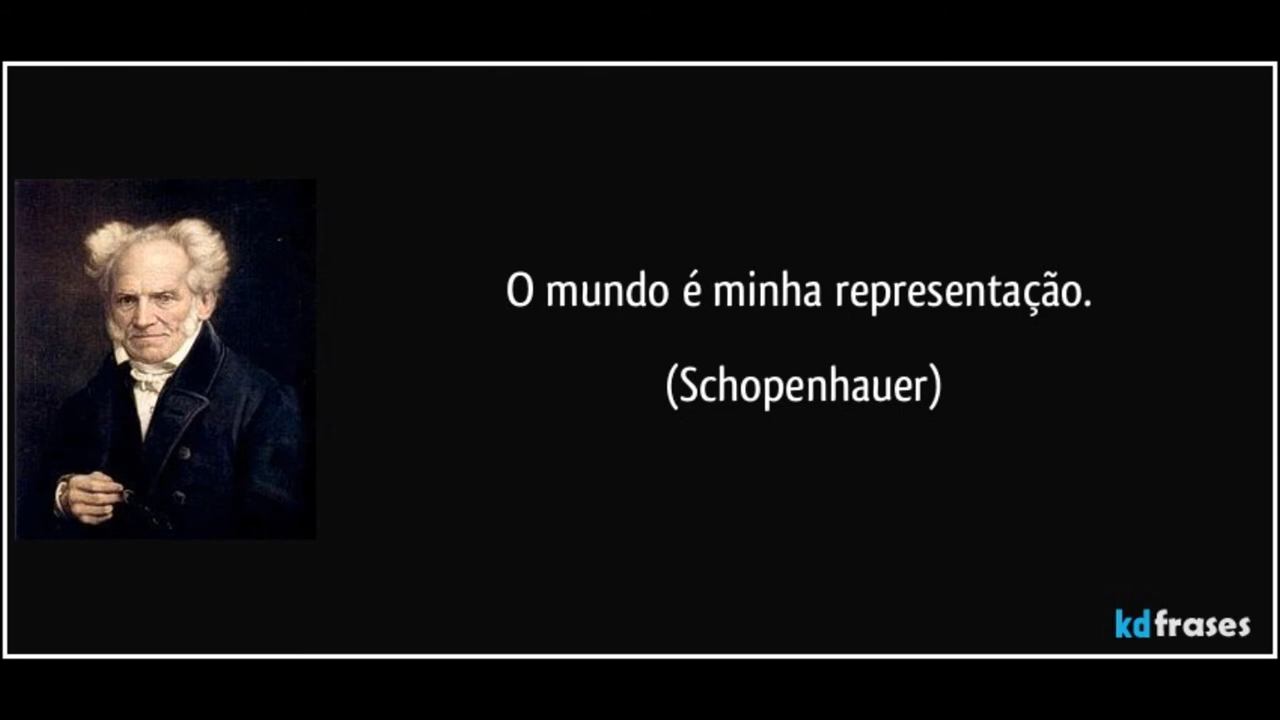 O mundo é minha representação.
(Schopenhauer)
kdfrases